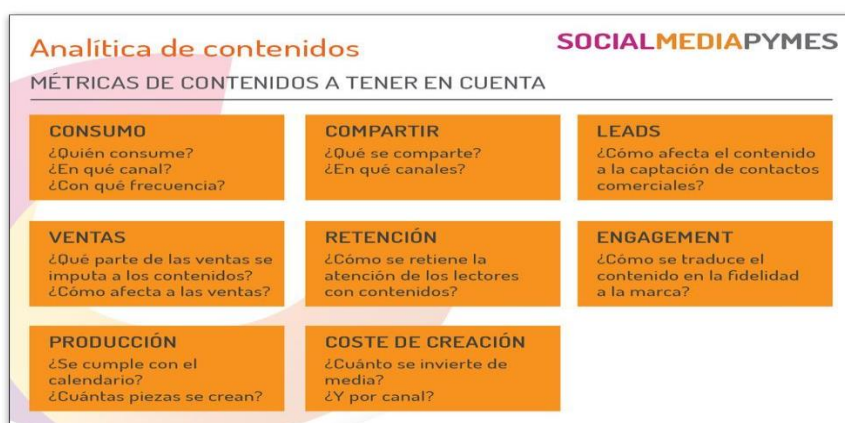 Analítica de contenidos
SOCIALMEDIAPYMES
MÉTRICAS DE CONTENIDOS A TENER EN CUENTA
CONSUMO
¿Quién consume?
¿En qué canal?
¿Con qué frecuencia?
COMPARTIR
¿Qué se comparte?
¿En qué canales?
LEADS
¿Cómo afecta el contenido
a la captación de contactos
comerciales?
VENTAS
¿Qué parte de las ventas se
imputa a los contenidos?
¿Cómo afecta a las ventas?
RETENCIÓN
¿Cómo se retiene la
atención de los lectores
con contenidos?
ENGAGEMENT
¿Cómo se traduce el
contenido en la fidelidad
a la marca?
PRODUCCIÓN
¿Se cumple con el
calendario?
¿Cuántas piezas se crean?
COSTE DE CREACIÓN
¿Cuánto se invierte de
media?
¿Y por canal?